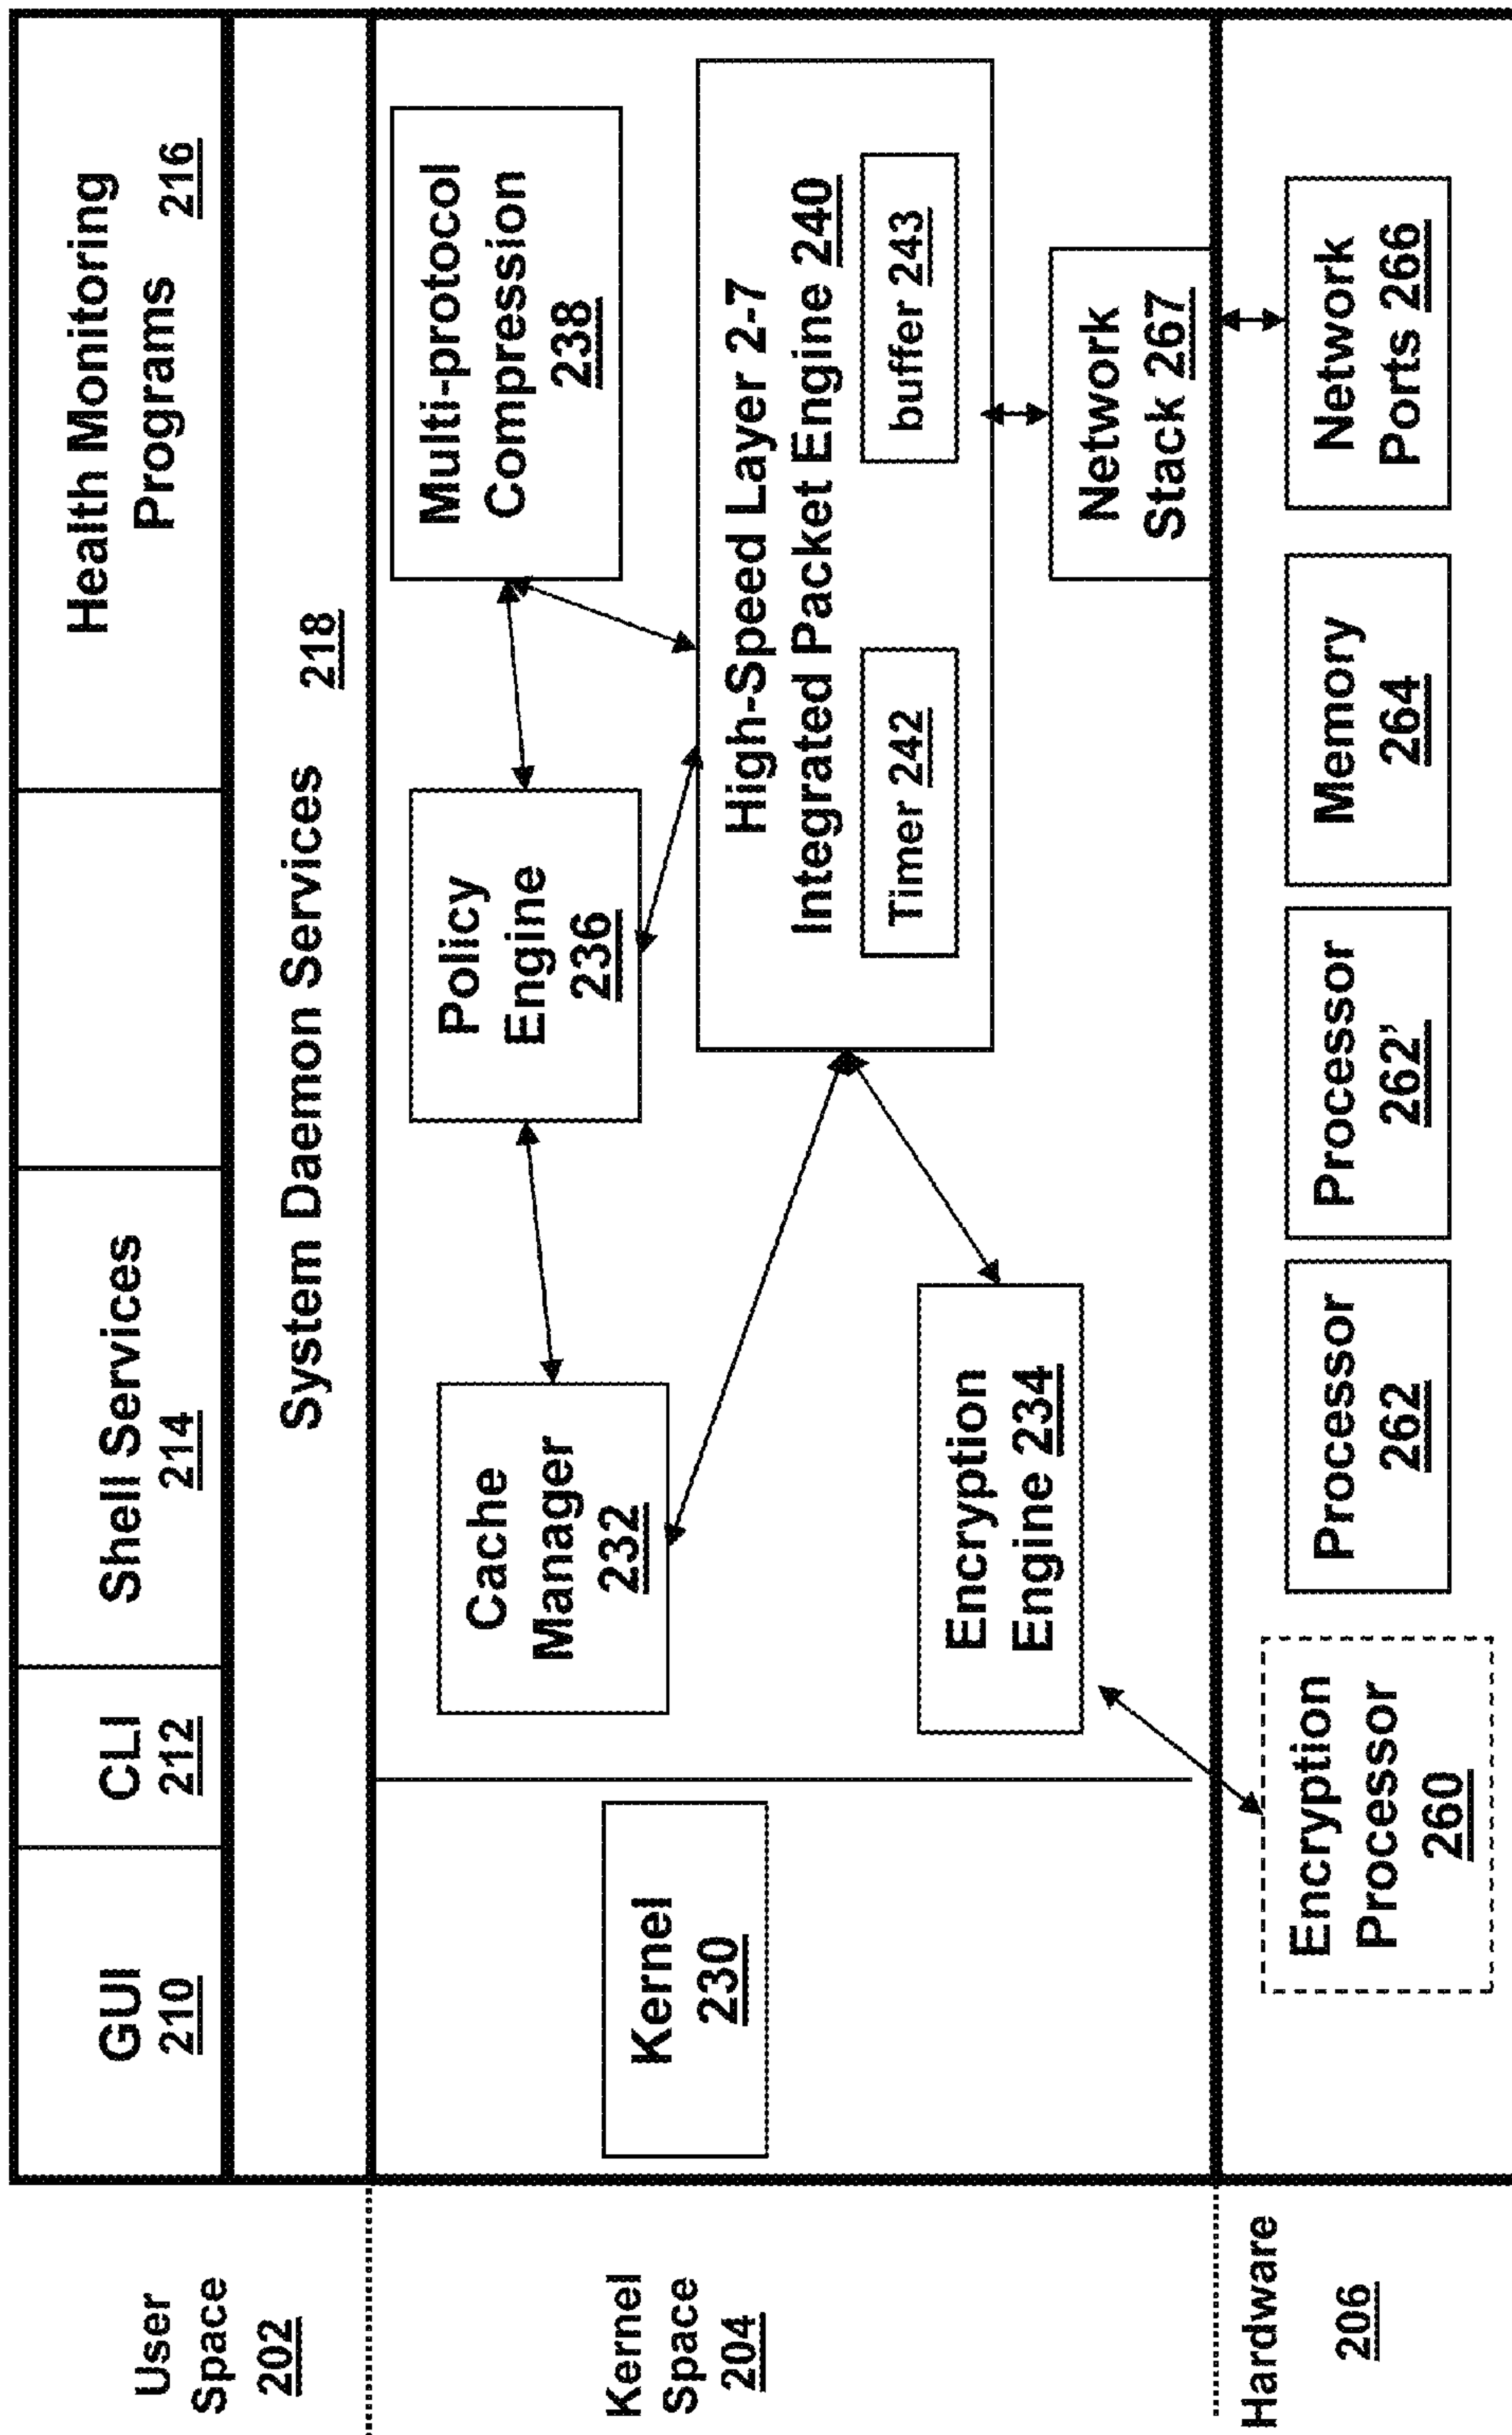 User
Space
202
GUI
210
CLI
212
Shell Services
214
Health Monitoring
Programs 216
System Daemon Services 218
Kernel
Space
204
Kernel
230
Cache
Manager
232
Policy
Engine
236
Multi-protocol
Compression
238
High-Speed Layer 2-7
Integrated Packet Engine 240
Timer 242
buffer 243
Encryption
Engine 234
Network
Stack 267
Hardware
206
Encryption
Processor
260
Processor
262
Processor
262'
Memory
264
Network
Ports 266